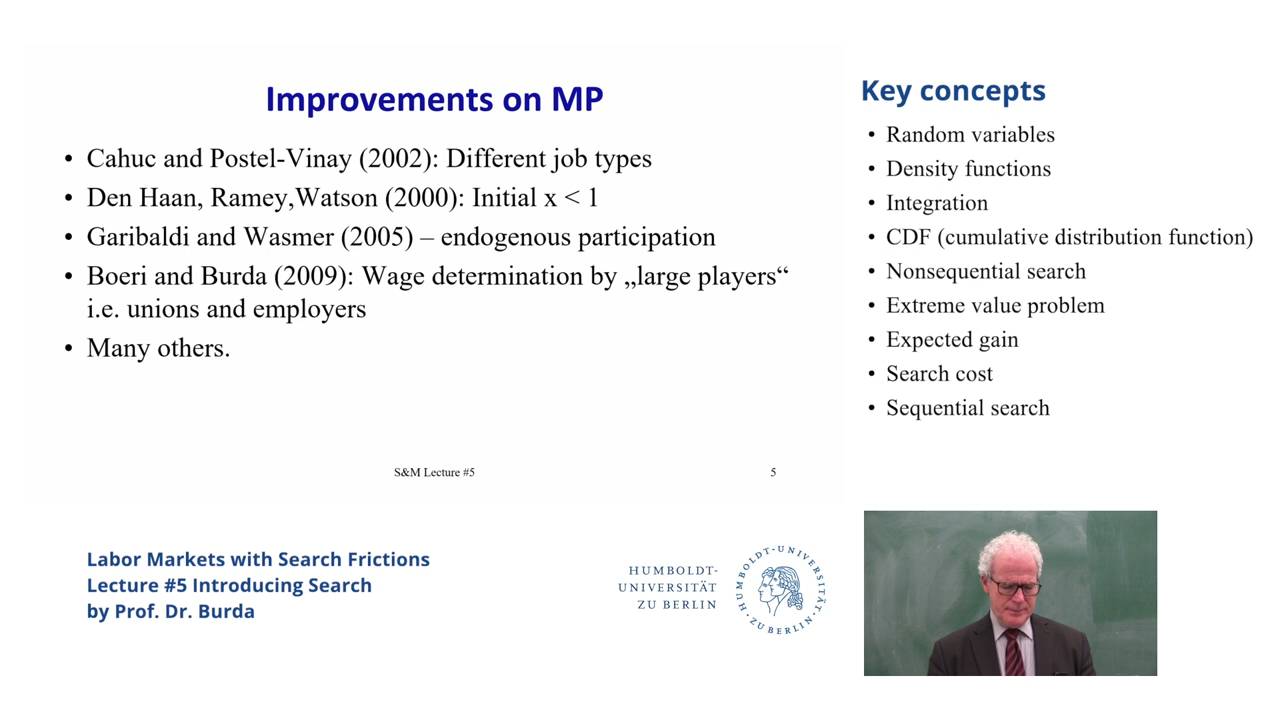 Improvements on MP
• Cahuc and Postel-Vinay (2002): Different job types
• Den Haan, Ramey,Watson (2000): Initial x < 1
• Garibaldi and Wasmer (2005) – endogenous participation
• Boeri and Burda (2009): Wage determination by „large players“
i.e. unions and employers
• Many others.
S&M Lecture #5
5
Key concepts
• Random variables
• Density functions
• Integration
• CDF (cumulative distribution function)
• Nonsequential search
• Extreme value problem
• Expected gain
• Search cost
• Sequential search
Labor Markets with Search Frictions
Lecture #5 Introducing Search
by Prof. Dr. Burda
HUMBOLDT-
UNIVERSITÄT
ZU BERLIN
HUMBOLDT-UNIVERSITÄT
·ZU BERLIN·